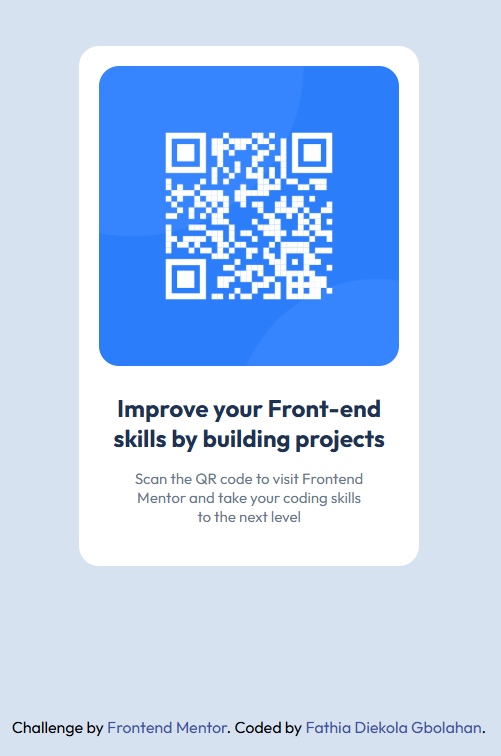 Improve your Front-end
skills by building projects
Scan the QR code to visit Frontend
Mentor and take your coding skills
to the next level
Challenge by Frontend Mentor. Coded by Fathia Diekola Gbolahan.